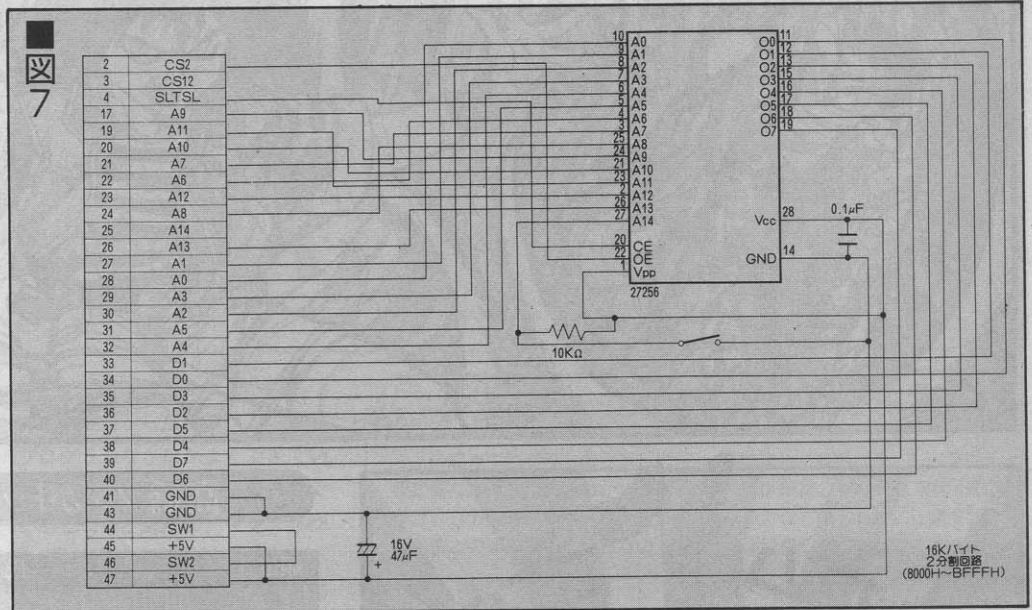 ■図7
2 CS2
3 CS12
4 SLTSL
17 A9
19 A11
20 A10
21 A7
22 A6
23 A12
24 A8
25 A14
26 A13
27 A1
28 A0
29 A3
30 A2
31 A5
32 A4
33 D1
34 D0
35 D3
36 D2
37 D5
38 D4
39 D7
40 D6
41 GND
43 GND
44 SW1
45 +5V
46 SW2
47 +5V
16V
47μF
+
10 A0
9 A1
8 A2
7 A3
6 A4
5 A5
4 A6
3 A7
25 A8
24 A9
21 A10
23 A11
2 A12
26 A13
27 A14
20 CE
22 OE
1 Vpp
27256
O0 11
O1 12
O2 13
O3 15
O4 16
O5 17
O6 18
O7 19
Vcc 28
GND 14
0.1μF
10KΩ
16Kバイト
2分割回路
(8000H〜BFFFH)